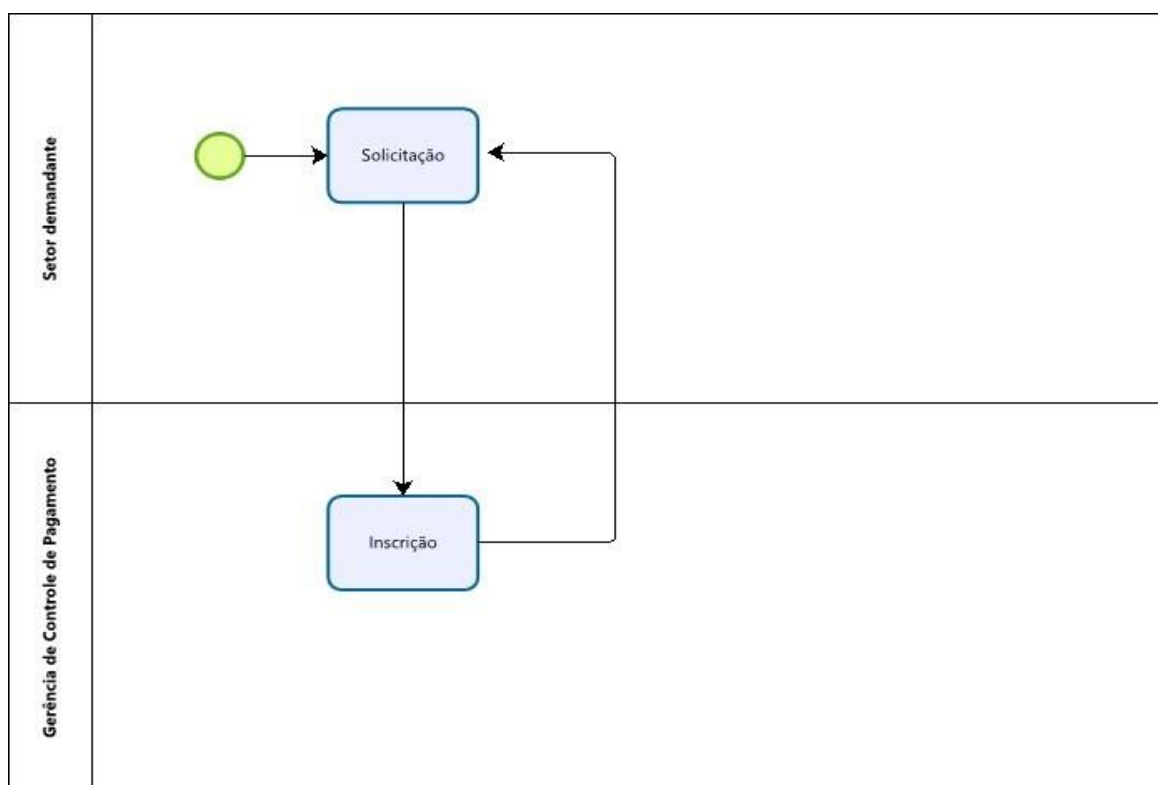 Setor demandante
Solicitação
Gerência de Controle de Pagamento
Inscrição